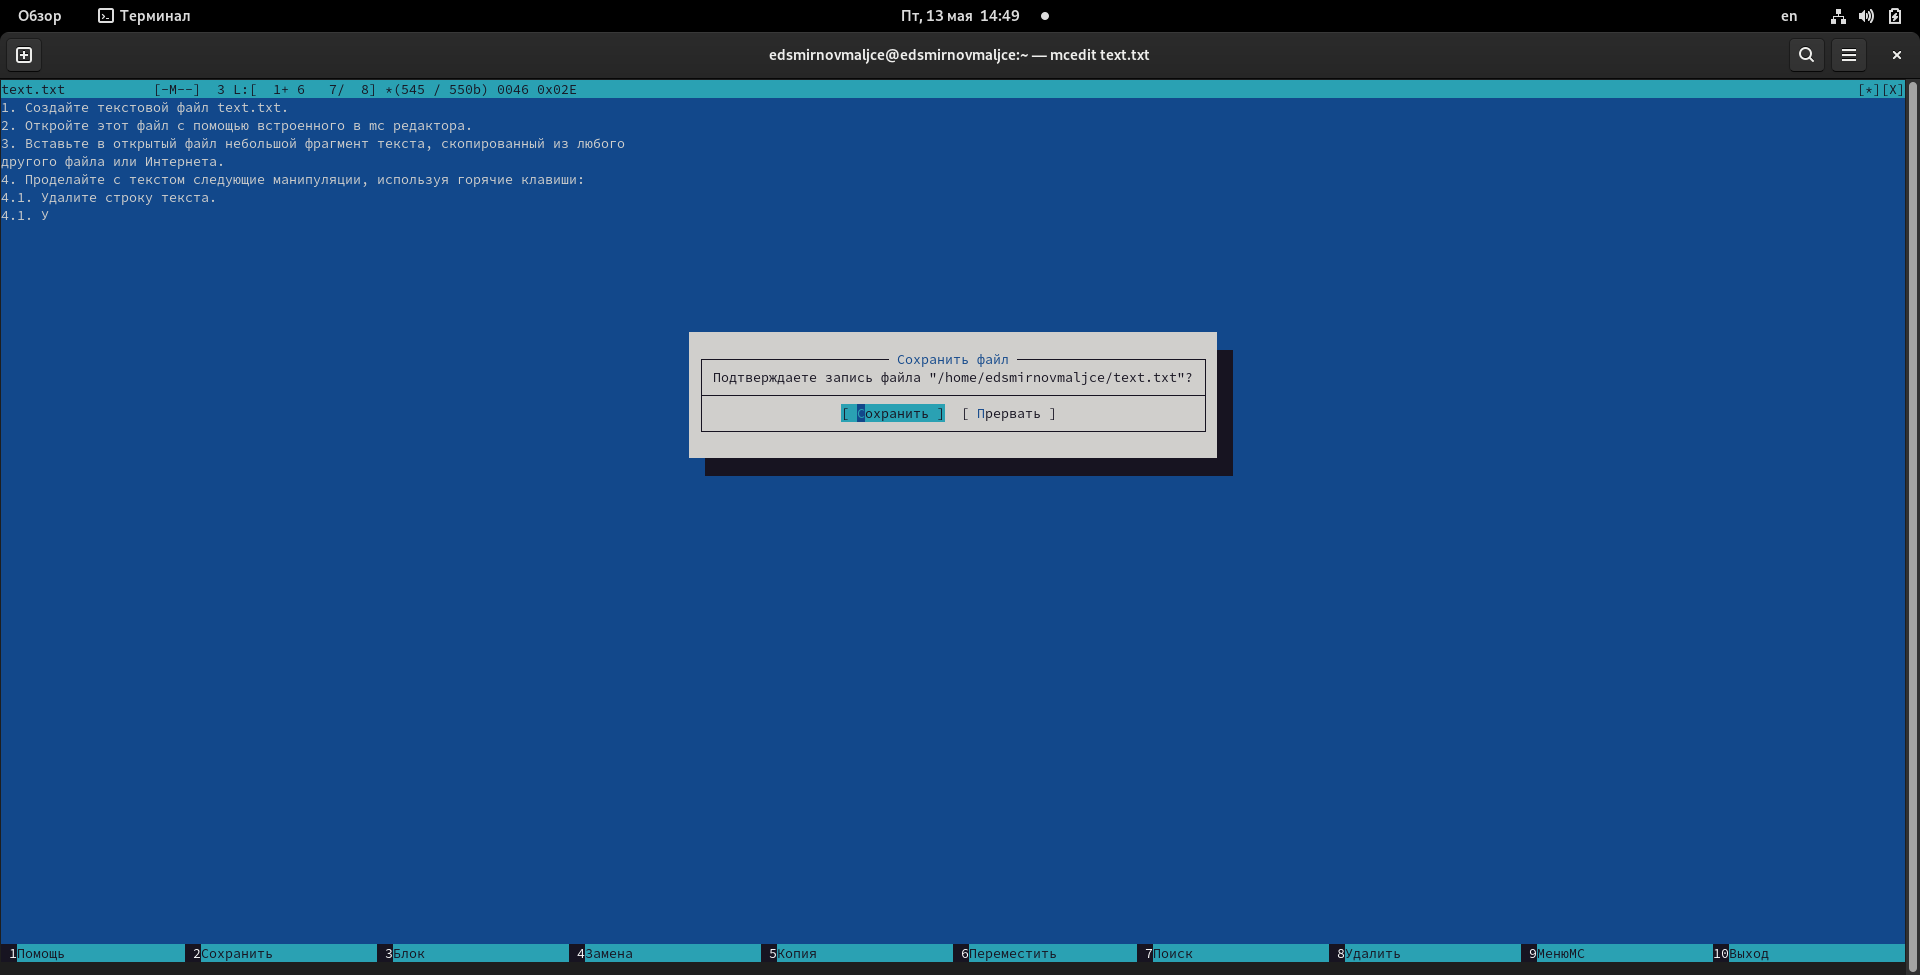 Обзор Терминал Пт, 13 мая 14:49 en
edsmirnovmaljce@edsmirnovmaljce:~ — mcedit text.txt
text.txt [-M--] 3 L:[ 1+ 6 7/ 8] *(545 / 550b) 0046 0x02E [*][X]
1. Создайте текстовой файл text.txt.
2. Откройте этот файл с помощью встроенного в mc редактора.
3. Вставьте в открытый файл небольшой фрагмент текста, скопированный из любого
другого файла или Интернета.
4. Проделайте с текстом следующие манипуляции, используя горячие клавиши:
4.1. Удалите строку текста.
4.1. У
Сохранить файл
Подтверждаете запись файла "/home/edsmirnovmaljce/text.txt"?
[ Сохранить ] [ Прервать ]
1Помощь 2Сохранить 3Блок 4Замена 5Копия 6Переместить 7Поиск 8Удалить 9МенюMC 10Выход